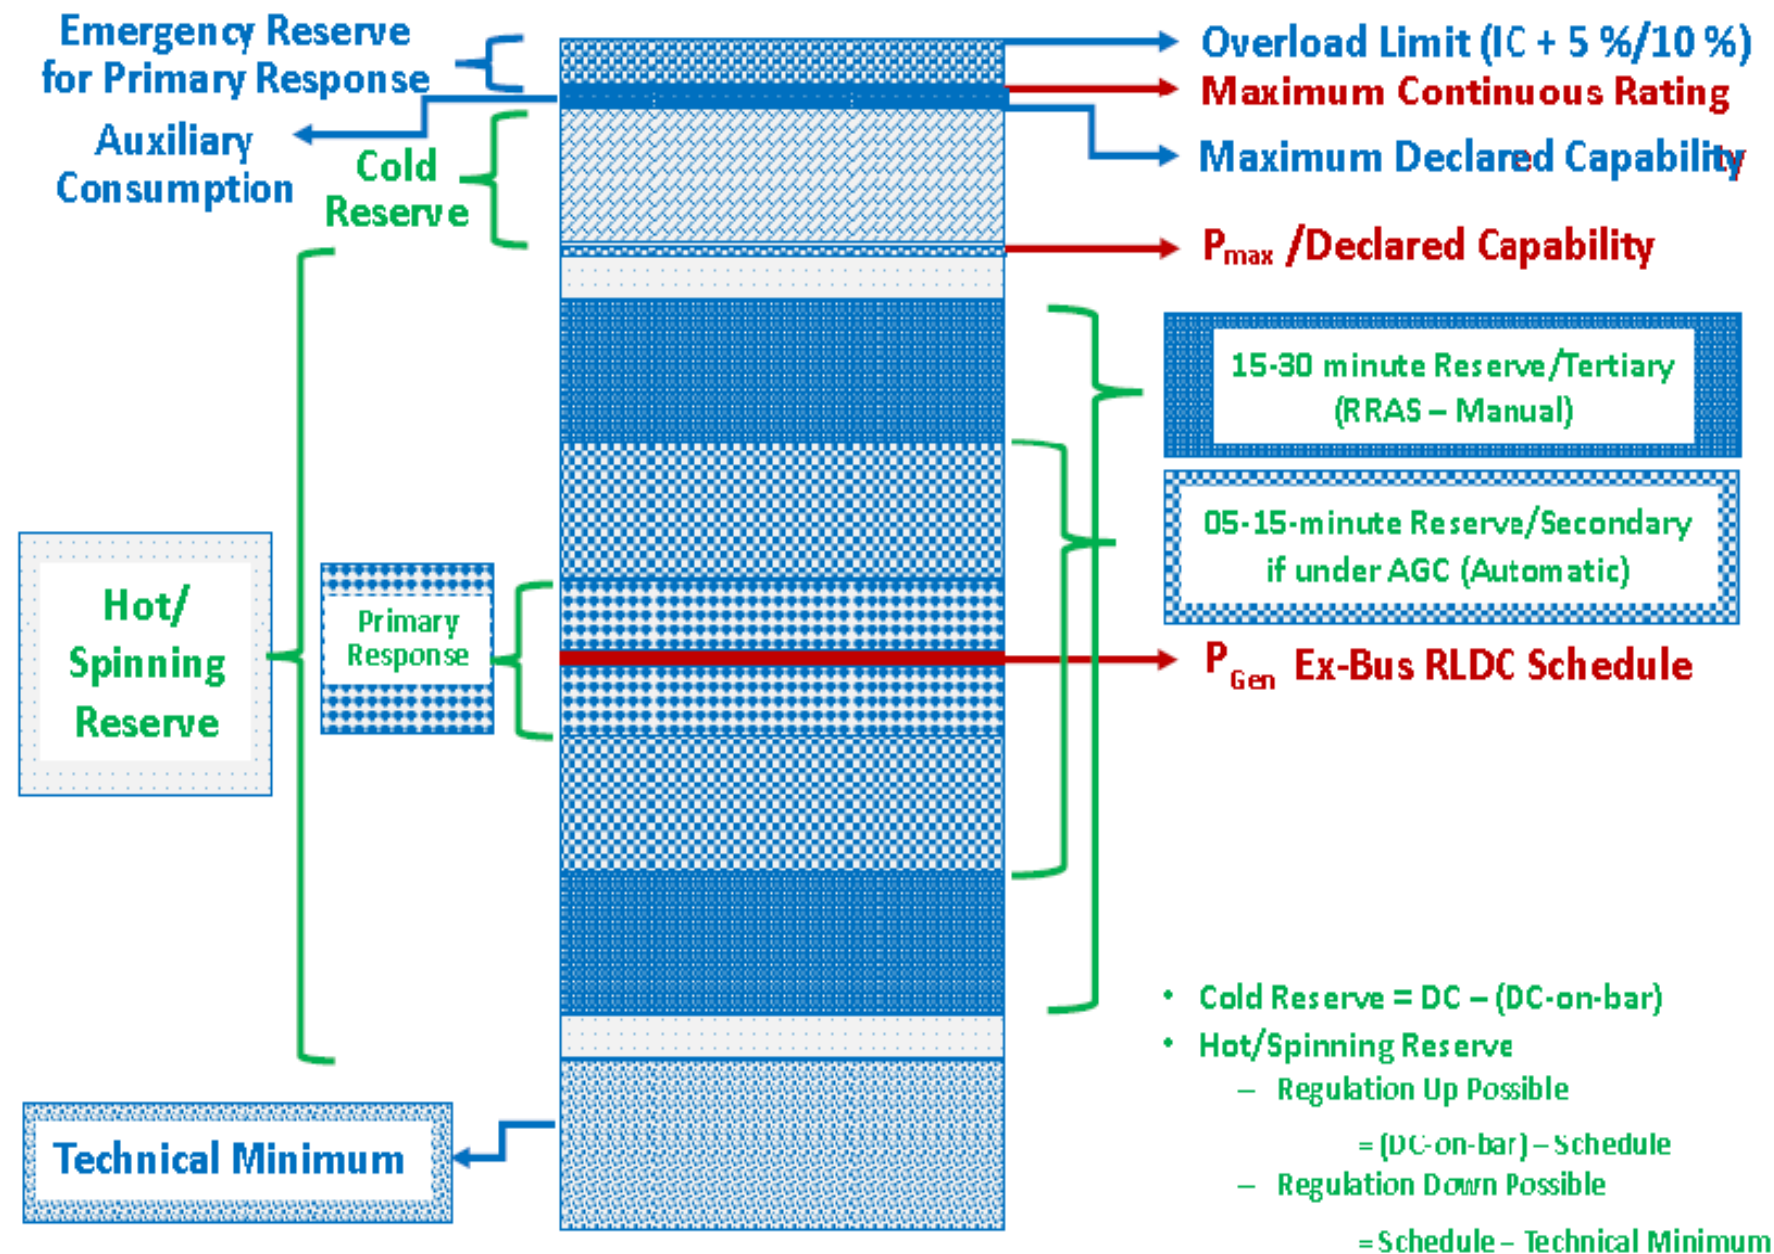 Emergency Reserve
for Primary Response
Auxiliary
Consumption
Cold
Reserve
Overload Limit (IC + 5 %/10 %)
Maximum Continuous Rating
Maximum Declared Capability
Pmax /Declared Capability
15-30 minute Reserve/Tertiary
(RRAS – Manual)
05-15-minute Reserve/Secondary
if under AGC (Automatic)
Hot/
Spinning
Reserve
Primary
Response
PGen Ex-Bus RLDC Schedule
Technical Minimum
• Cold Reserve = DC – (DC-on-bar)
• Hot/Spinning Reserve
– Regulation Up Possible
= (DC-on-bar) – Schedule
– Regulation Down Possible
= Schedule – Technical Minimum